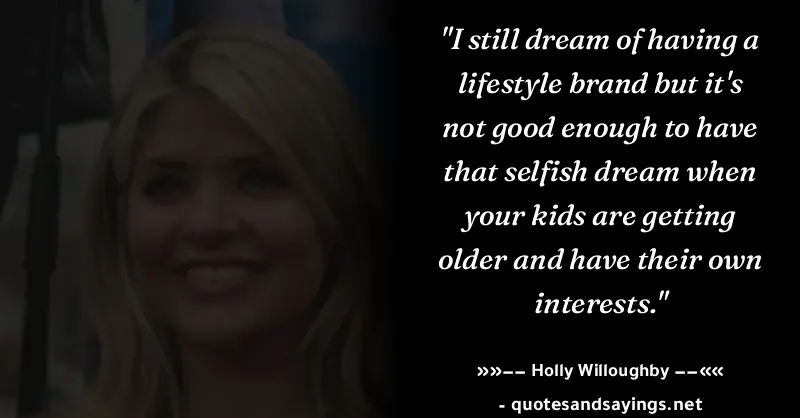 "I still dream of having a
lifestyle brand but it's
not good enough to have
that selfish dream when
your kids are getting
older and have their own
interests."
»»–– Holly Willoughby ––««
- quotesandsayings.net